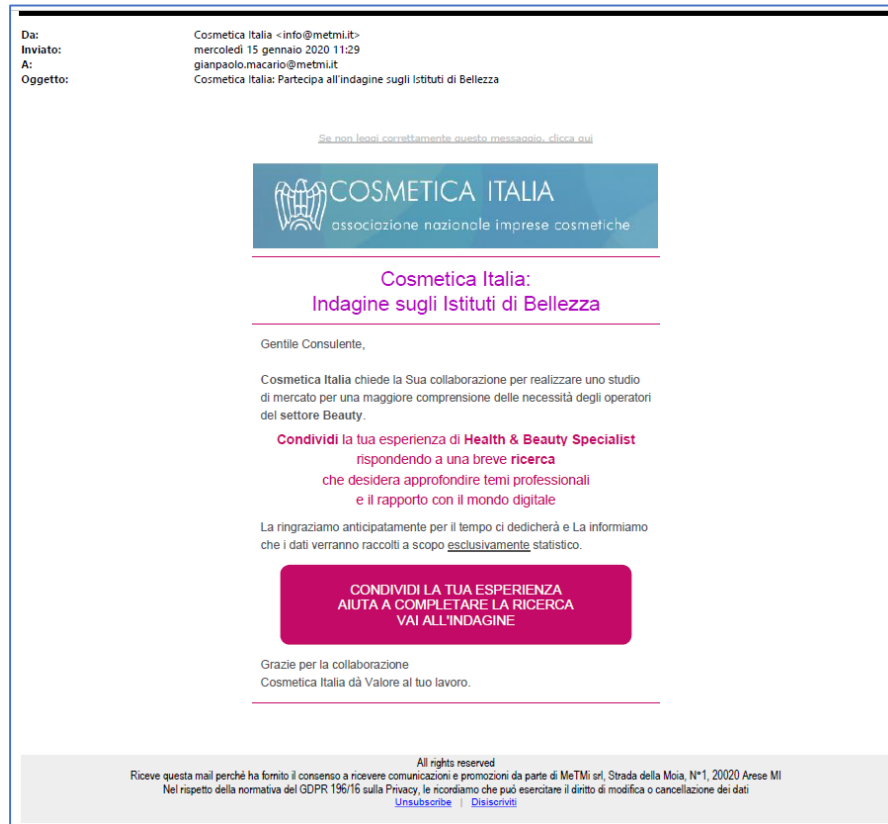 Da: Cosmetica Italia <info@metmi.it>
Inviato: mercoledì 15 gennaio 2020 11:29
A: gianpaolo.macario@metmi.it
Oggetto: Cosmetica Italia: Partecipa all'indagine sugli Istituti di Bellezza
Se non leggi correttamente questo messaggio, clicca qui
COSMETICA ITALIA
associazione nazionale imprese cosmetiche
Cosmetica Italia:
Indagine sugli Istituti di Bellezza
Gentile Consulente,
Cosmetica Italia chiede la Sua collaborazione per realizzare uno studio
di mercato per una maggiore comprensione delle necessità degli operatori
del settore Beauty.
Condividi la tua esperienza di Health & Beauty Specialist
rispondendo a una breve ricerca
che desidera approfondire temi professionali
e il rapporto con il mondo digitale
La ringraziamo anticipatamente per il tempo ci dedicherà e La informiamo
che i dati verranno raccolti a scopo esclusivamente statistico.
CONDIVIDI LA TUA ESPERIENZA
AIUTA A COMPLETARE LA RICERCA
VAI ALL'INDAGINE
Grazie per la collaborazione
Cosmetica Italia dà Valore al tuo lavoro.
All rights reserved
Riceve questa mail perché ha fornito il consenso a ricevere comunicazioni e promozioni da parte di MeTMi srl, Strada della Moia, N°1, 20020 Arese MI
Nel rispetto della normativa del GDPR 196/16 sulla Privacy, le ricordiamo che può esercitare il diritto di modifica o cancellazione dei dati
Unsubscribe | Disiscriviti